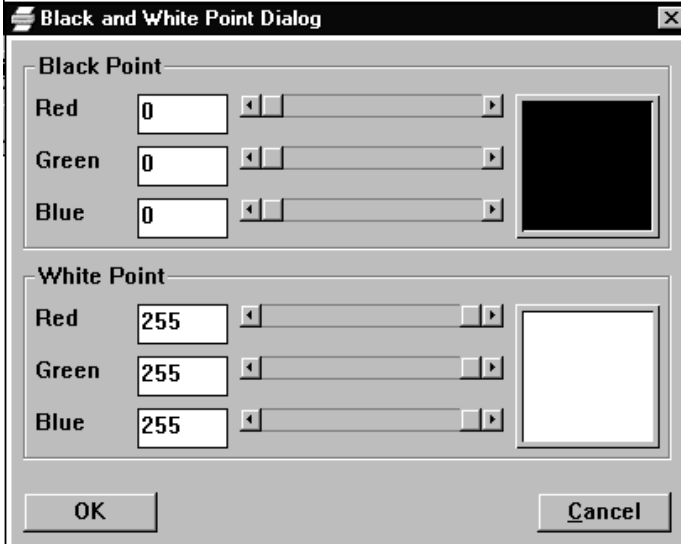 Black and White Point Dialog
Black Point
Red 0
Green 0
Blue 0
White Point
Red 255
Green 255
Blue 255
OK Cancel